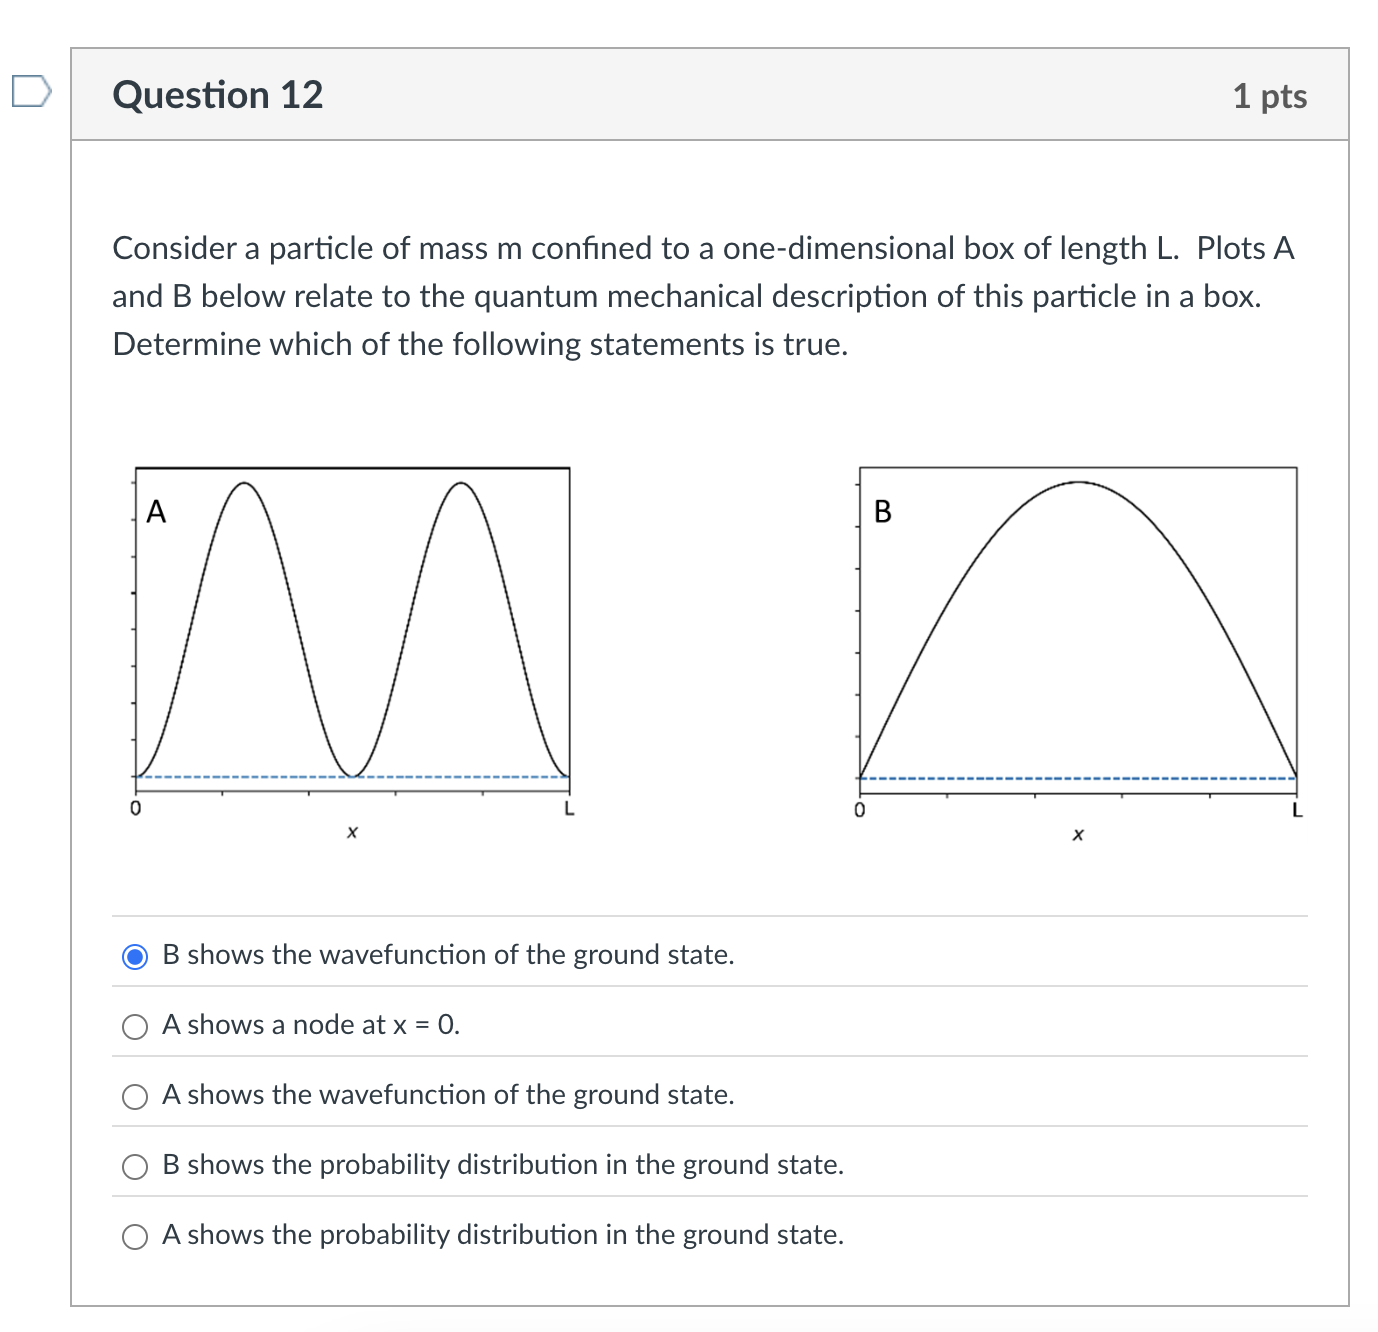 Question 12
1 pts
Consider a particle of mass m confined to a one-dimensional box of length L. Plots A
and B below relate to the quantum mechanical description of this particle in a box.
Determine which of the following statements is true.
A
B
0
L
x
0
L
x
B shows the wavefunction of the ground state.
A shows a node at x = 0.
A shows the wavefunction of the ground state.
B shows the probability distribution in the ground state.
A shows the probability distribution in the ground state.